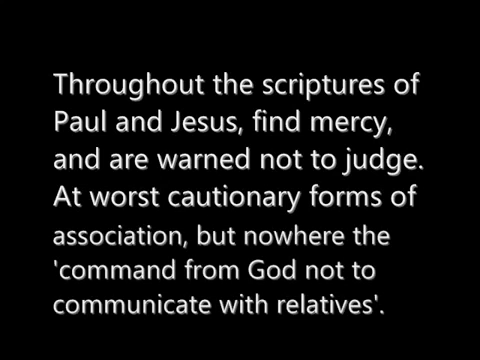 Throughout the scriptures of
Paul and Jesus, find mercy,
and are warned not to judge.
At worst cautionary forms of
association, but nowhere the
'command from God not to
communicate with relatives'.